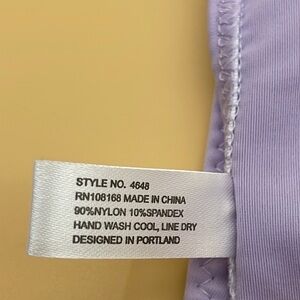 STYLE NO. 4648
RN108168 MADE IN CHINA
90%NYLON 10%SPANDEX
HAND WASH COOL, LINE DRY
DESIGNED IN PORTLAND